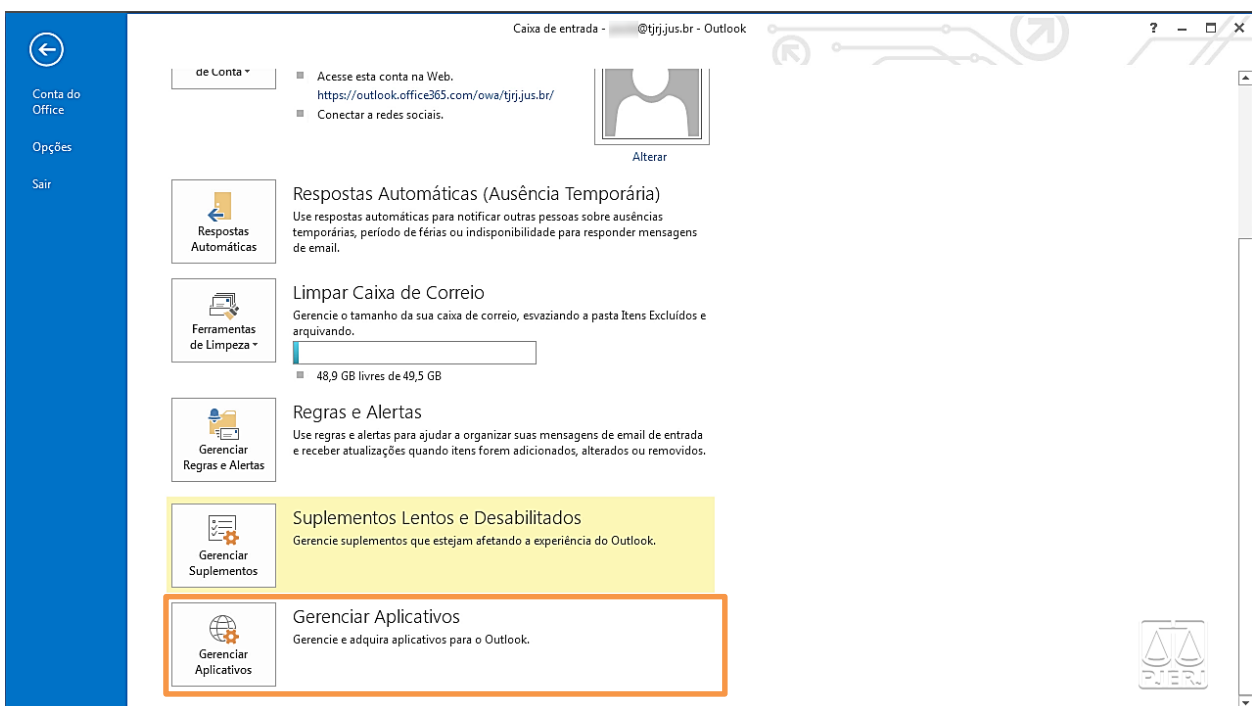 Caixa de entrada - @tjrj.jus.br - Outlook
?
Conta do
Office
Opções
Sair
de Conta
Acesse esta conta na Web.
https://outlook.office365.com/owa/tjrj.jus.br/
Conectar a redes sociais.
Alterar
Respostas
Automáticas
Respostas Automáticas (Ausência Temporária)
Use respostas automáticas para notificar outras pessoas sobre ausências
temporárias, período de férias ou indisponibilidade para responder mensagens
de email.
Ferramentas
de Limpeza
Limpar Caixa de Correio
Gerencie o tamanho da sua caixa de correio, esvaziando a pasta Itens Excluídos e
arquivando.
48,9 GB livres de 49,5 GB
Gerenciar
Regras e Alertas
Regras e Alertas
Use regras e alertas para ajudar a organizar suas mensagens de email de entrada
e receber atualizações quando itens forem adicionados, alterados ou removidos.
Gerenciar
Suplementos
Suplementos Lentos e Desabilitados
Gerencie suplementos que estejam afetando a experiência do Outlook.
Gerenciar
Aplicativos
Gerenciar Aplicativos
Gerencie e adquira aplicativos para o Outlook.
PJERJ